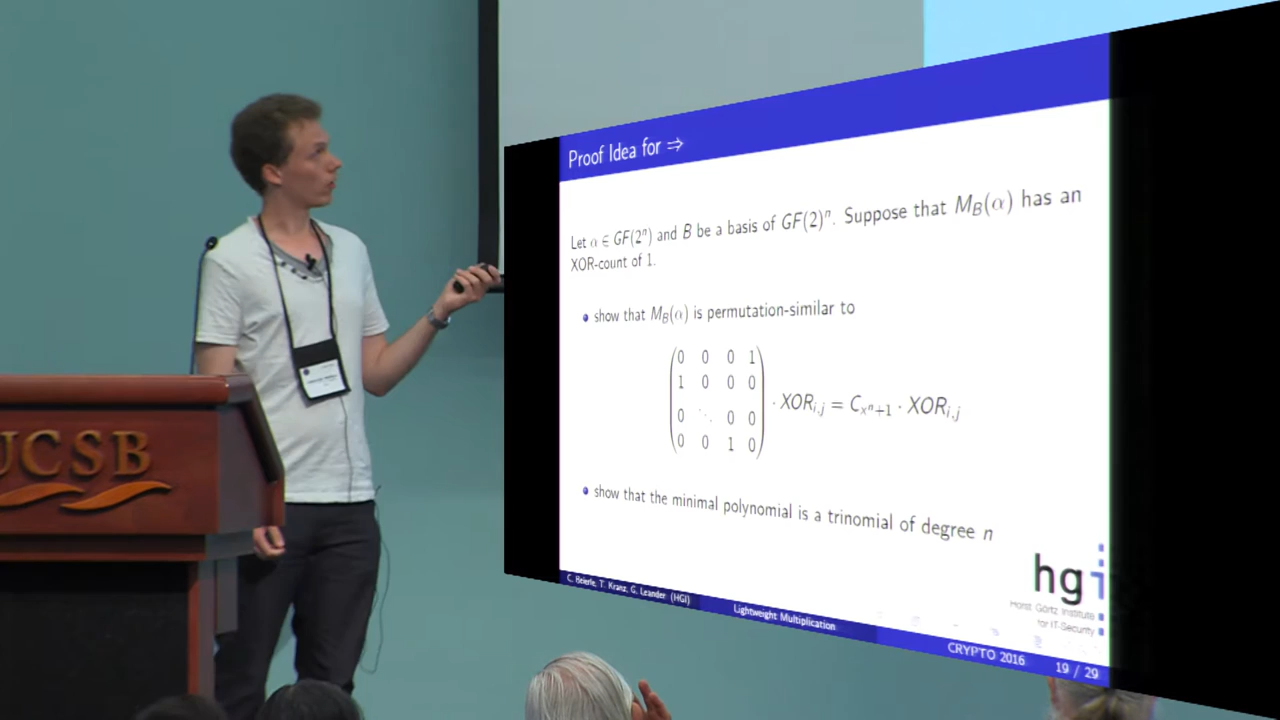 Proof Idea for ⇒
Let α ∈ GF(2ⁿ) and B be a basis of GF(2)ⁿ. Suppose that M_B(α) has an
XOR-count of 1.
show that M_B(α) is permutation-similar to
0 0 0 1
1 0 0 0
0 ⋱ 0 0
0 0 1 0
· XOR_{i,j} = C_{xⁿ+1} · XOR_{i,j}
show that the minimal polynomial is a trinomial of degree n
hgi
Horst Görtz Institute
for IT-Security
C. Beierle, T. Kranz, G. Leander (HGI)
Lightweight Multiplication
CRYPTO 2016
19 / 29
UCSB